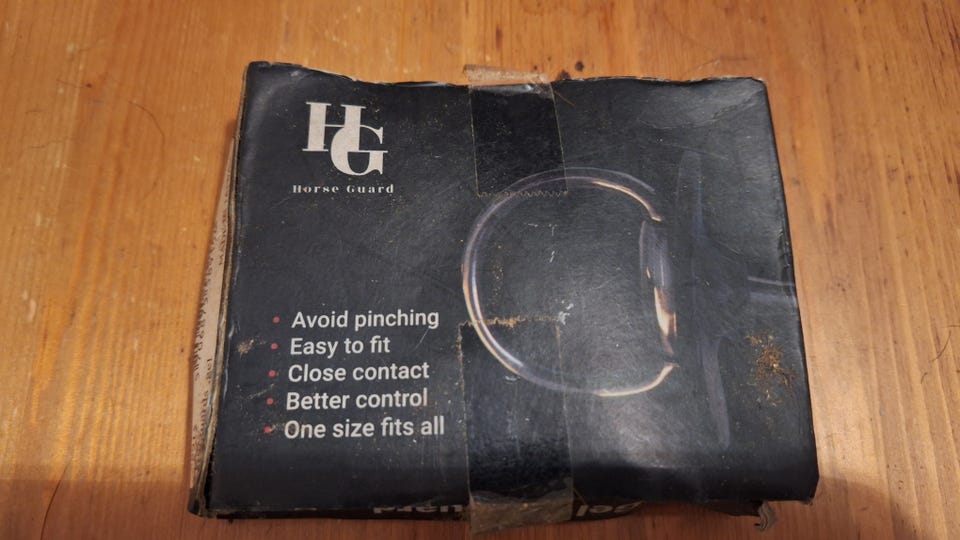 HG
Horse Guard
Avoid pinching
Easy to fit
Close contact
Better control
One size fits all